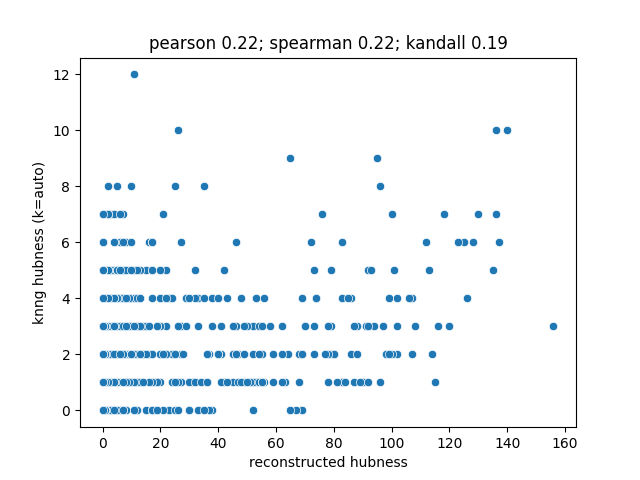 pearson 0.22; spearman 0.22; kandall 0.19
12
10
8
6
4
2
0
knng hubness (k=auto)
0 20 40 60 80 100 120 140 160
reconstructed hubness